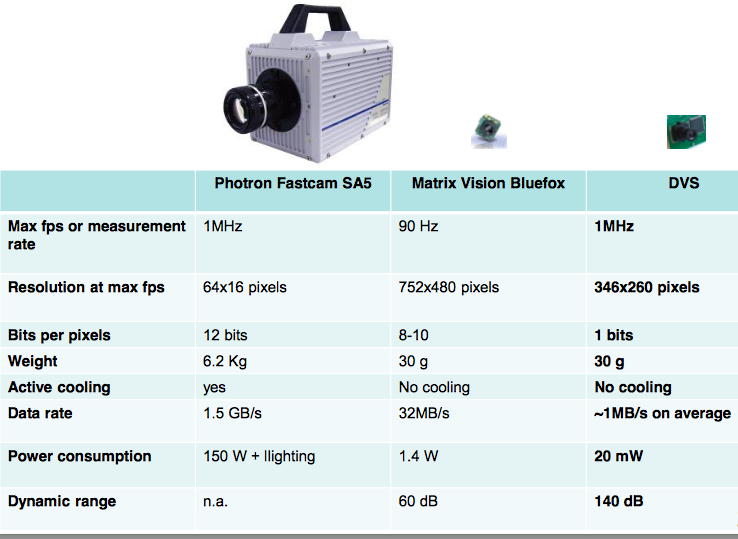 Photron Fastcam SA5 Matrix Vision Bluefox DVS
Max fps or measurement rate 1MHz 90 Hz 1MHz
Resolution at max fps 64x16 pixels 752x480 pixels 346x260 pixels
Bits per pixels 12 bits 8-10 1 bits
Weight 6.2 Kg 30 g 30 g
Active cooling yes No cooling No cooling
Data rate 1.5 GB/s 32MB/s ~1MB/s on average
Power consumption 150 W + llighting 1.4 W 20 mW
Dynamic range n.a. 60 dB 140 dB